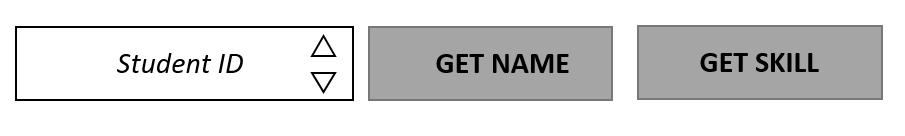 Student ID GET NAME GET SKILL